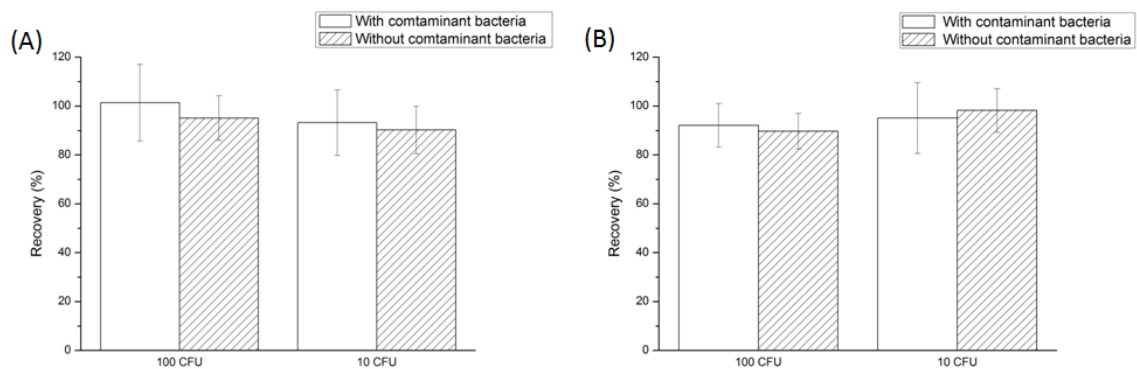 (A)
With comtaminant bacteria
Without comtaminant bacteria
120
100
80
60
40
20
0
Recovery (%)
100 CFU
10 CFU
(B)
With contaminant bacteria
Without contaminant bacteria
120
100
80
60
40
20
0
Recovery (%)
100 CFU
10 CFU